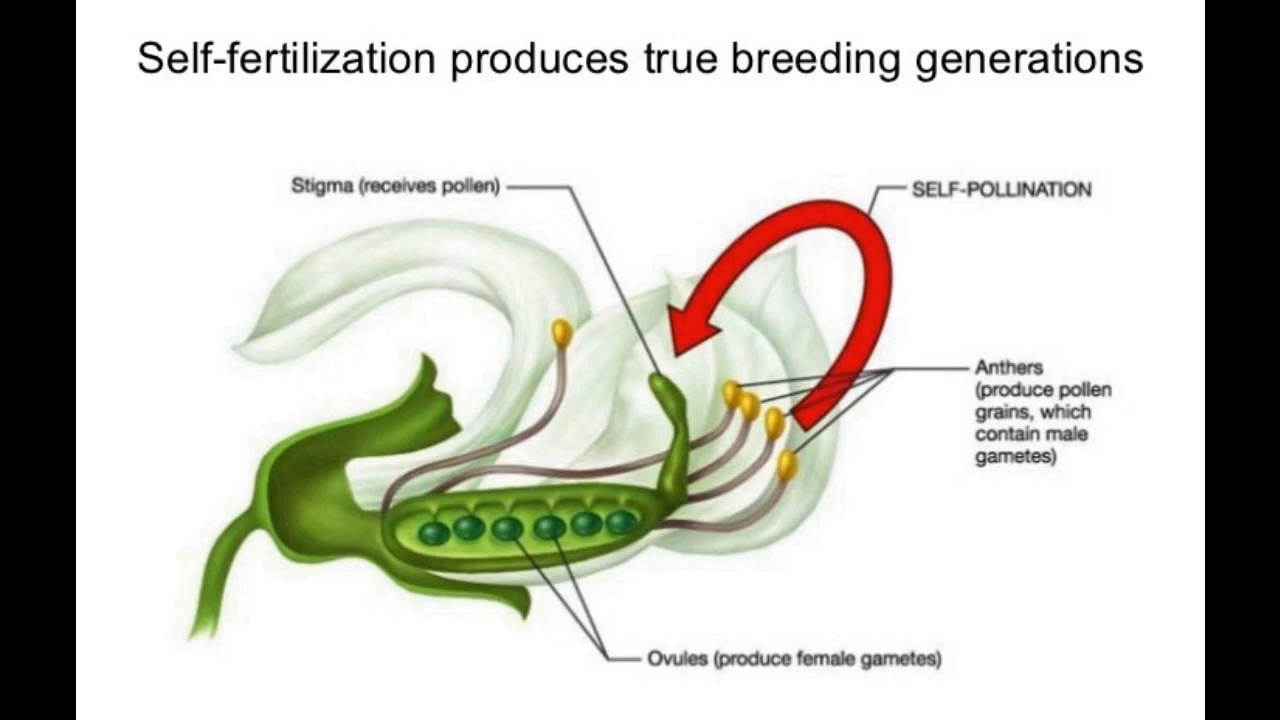 Self-fertilization produces true breeding generations
Stigma (receives pollen)
SELF-POLLINATION
Anthers
(produce pollen
grains, which
contain male
gametes)
Ovules (produce female gametes)